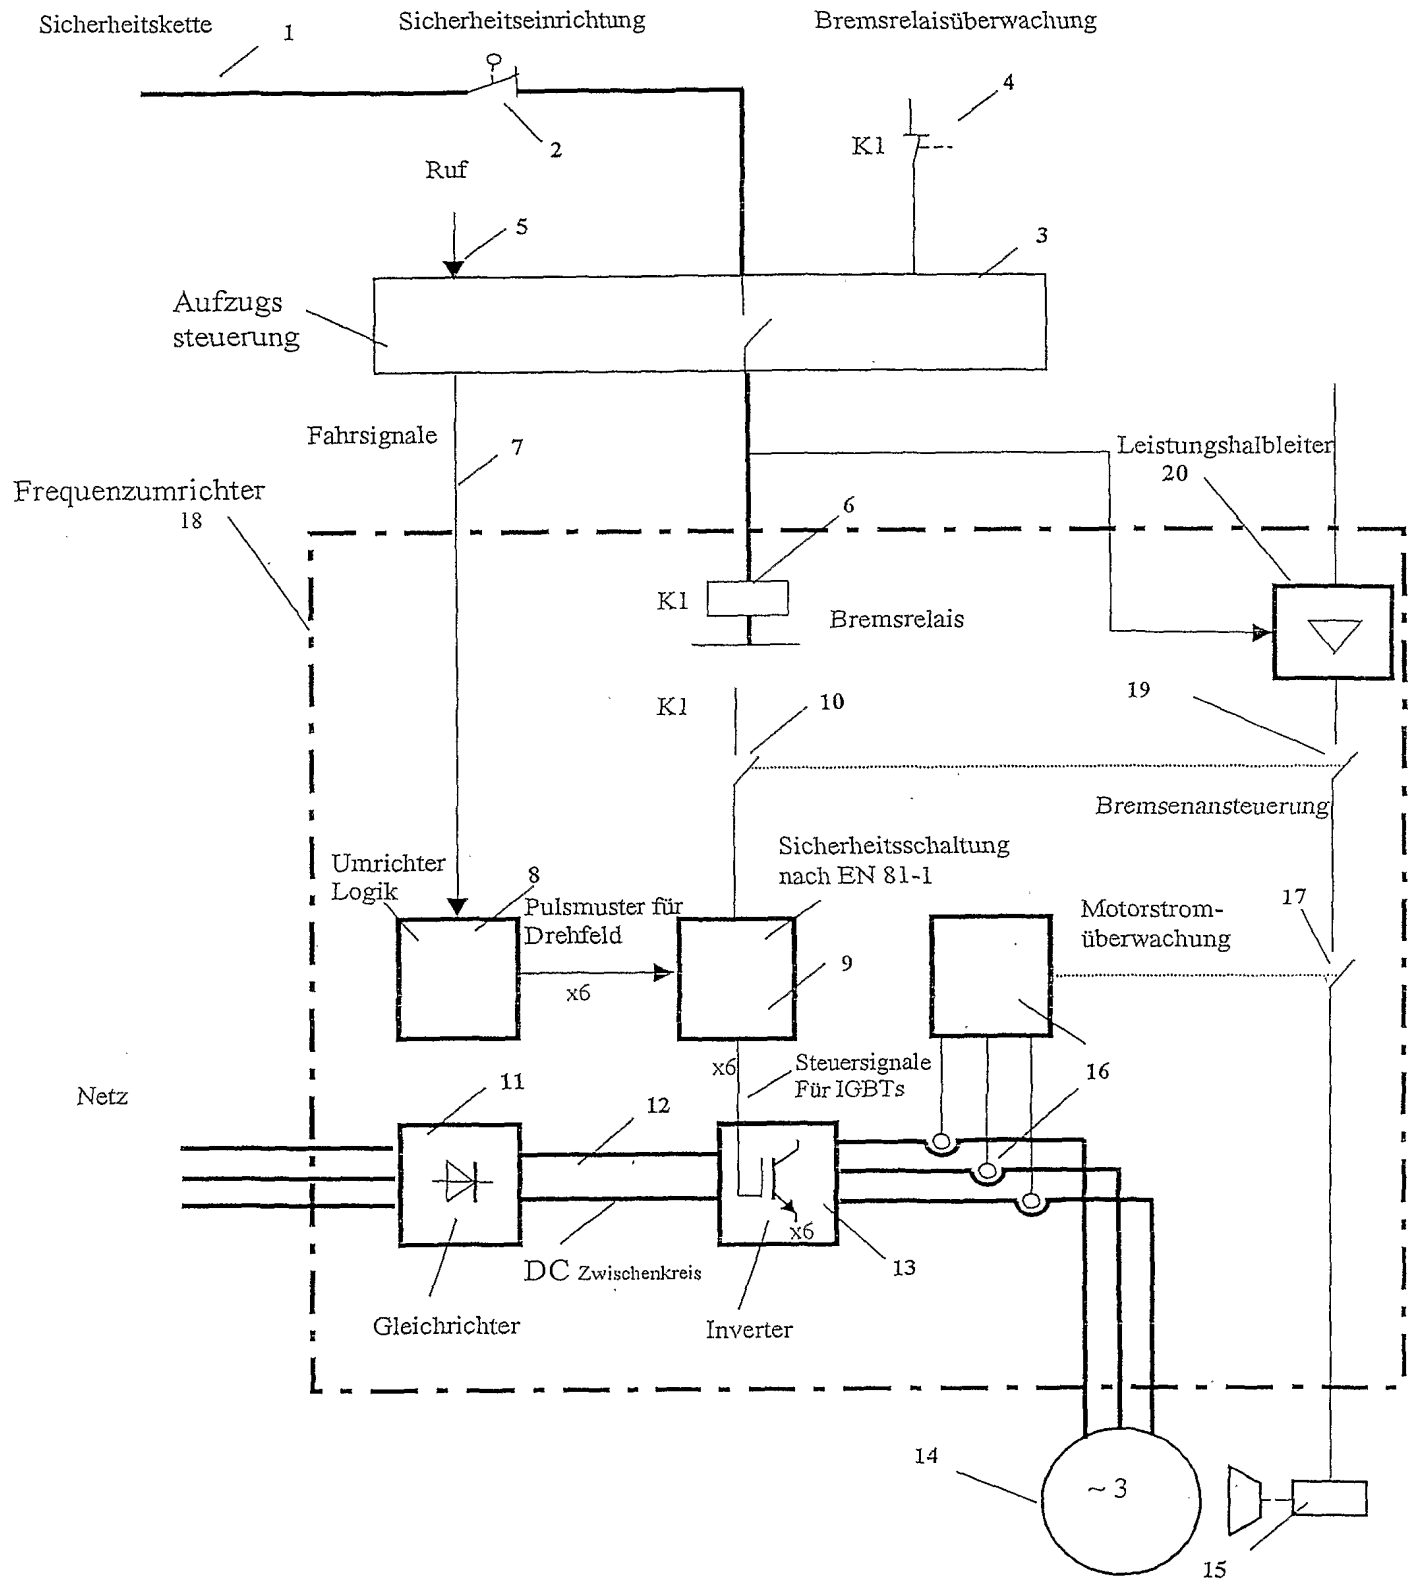 Sicherheitskette
1
Sicherheitseinrichtung
Bremsrelaisüberwachung
2
4
K1
Ruf
5
3
Aufzugs
steuerung
Fahrsignale
7
Leistungshalbleiter
20
Frequenzumrichter
18
6
K1
Bremsrelais
K1
10
19
Bremsenansteuerung
Sicherheitsschaltung
nach EN 81-1
Umrichter
Logik
8
Pulsmuster für
Drehfeld
x6
9
Motorstrom-
überwachung
17
x6
Steuersignale
Für IGBTs
16
Netz
11
12
x6
13
DC Zwischenkreis
Gleichrichter
Inverter
14
~ 3
15